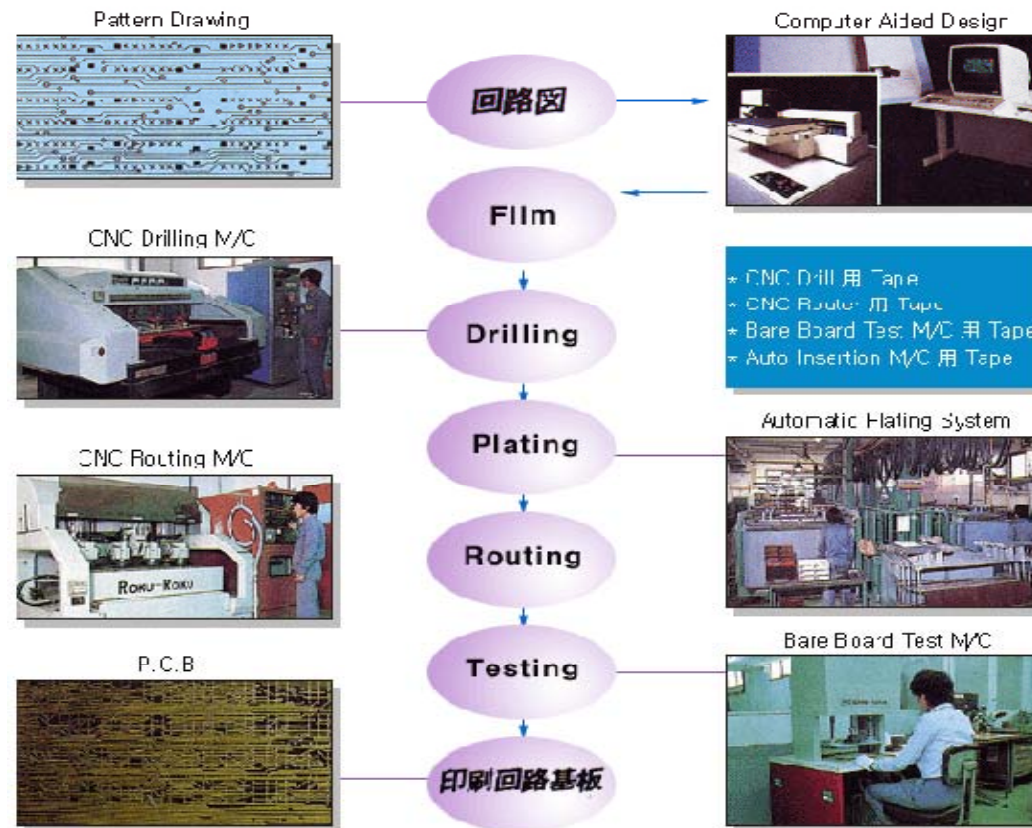 Pattern Drawing
Computer Aided Design
回路図
Film
CNC Drilling M/C
* CNC Drill 用 Tape
* CNC Router 用 Tape
* Bare Board Test M/C 用 Tape
* Auto Insertion M/C 用 Tape
Drilling
Automatic Plating System
Plating
CNC Routing M/C
Routing
ROKU-ROKU
Bare Board Test M/C
P.C.B
Testing
印刷回路基板